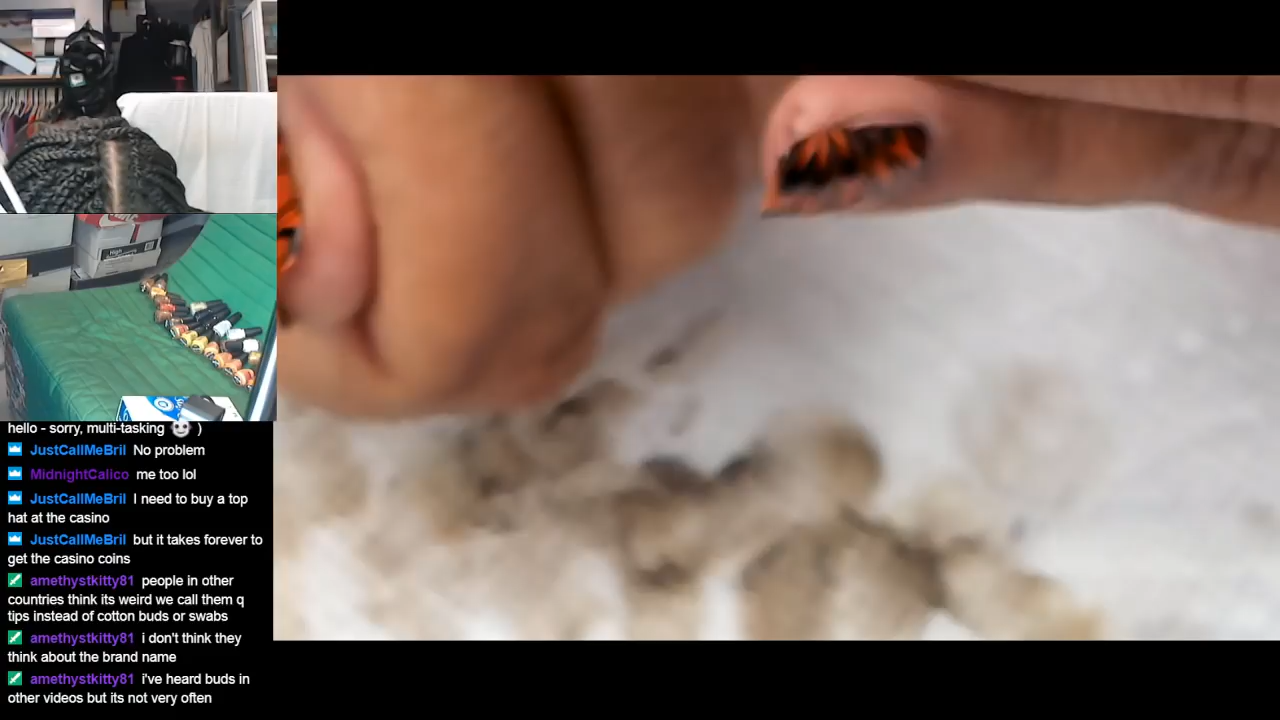 hello - sorry, multi-tasking )
JustCallMeBril No problem
MidnightCalico me too lol
JustCallMeBril I need to buy a top
hat at the casino
JustCallMeBril but it takes forever to
get the casino coins
amethystkitty81 people in other
countries think its weird we call them q
tips instead of cotton buds or swabs
amethystkitty81 i don't think they
think about the brand name
amethystkitty81 i've heard buds in
other videos but its not very often